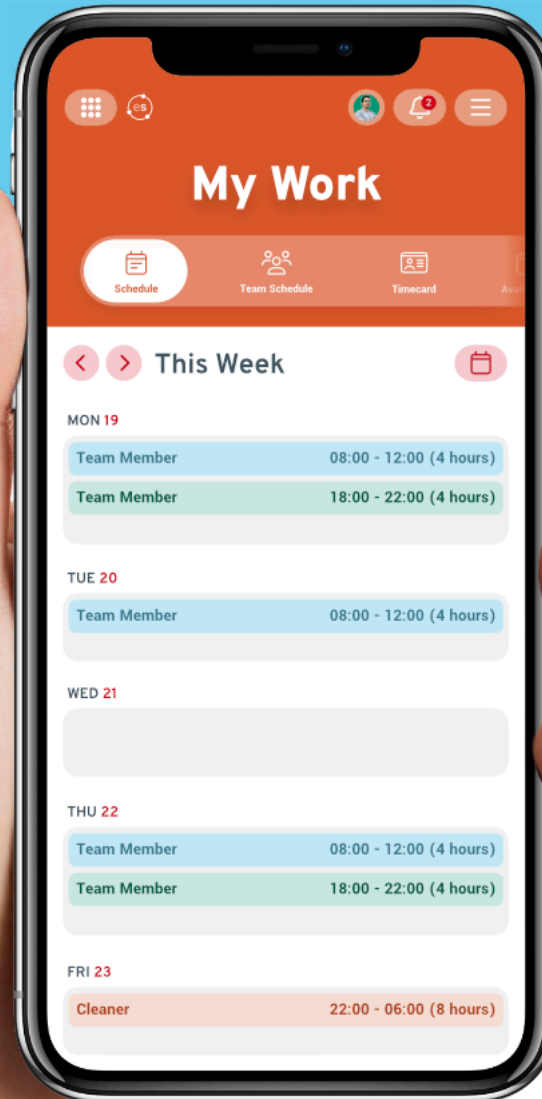 es
2
My Work
Schedule
Team Schedule
Timecard
This Week
MON 19
Team Member 08:00 - 12:00 (4 hours)
Team Member 18:00 - 22:00 (4 hours)
TUE 20
Team Member 08:00 - 12:00 (4 hours)
WED 21
THU 22
Team Member 08:00 - 12:00 (4 hours)
Team Member 18:00 - 22:00 (4 hours)
FRI 23
Cleaner 22:00 - 06:00 (8 hours)